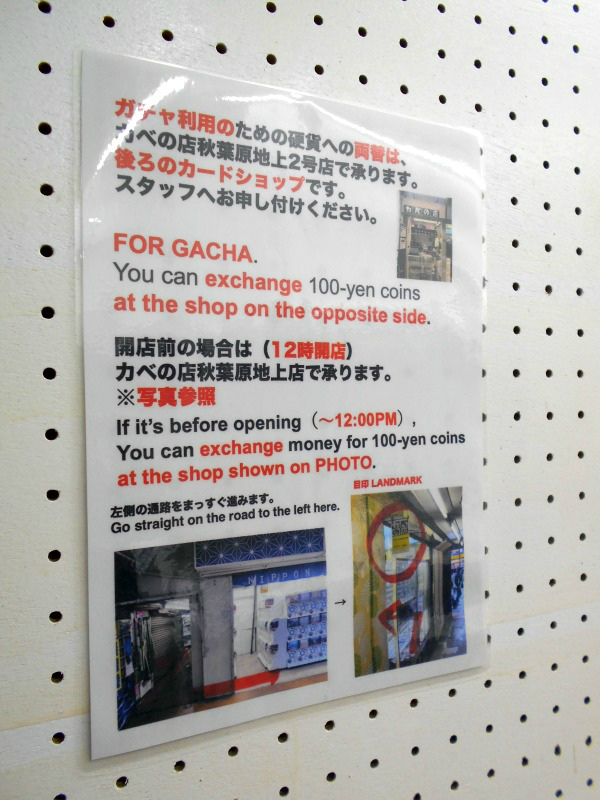 ガチャ利用のための硬貨への両替は、
カベの店秋葉原地上2号店で承ります。
後ろのカードショップです。
スタッフへお申し付けください。
FOR GACHA.
You can exchange 100-yen coins
at the shop on the opposite side.
開店前の場合は（12時開店）
カベの店秋葉原地上店で承ります。
※写真参照
If it's before opening（〜12:00PM）,
You can exchange money for 100-yen coins
at the shop shown on PHOTO.
目印 LANDMARK
左側の通路をまっすぐ進みます。
Go straight on the road to the left here.
NIPPON
→